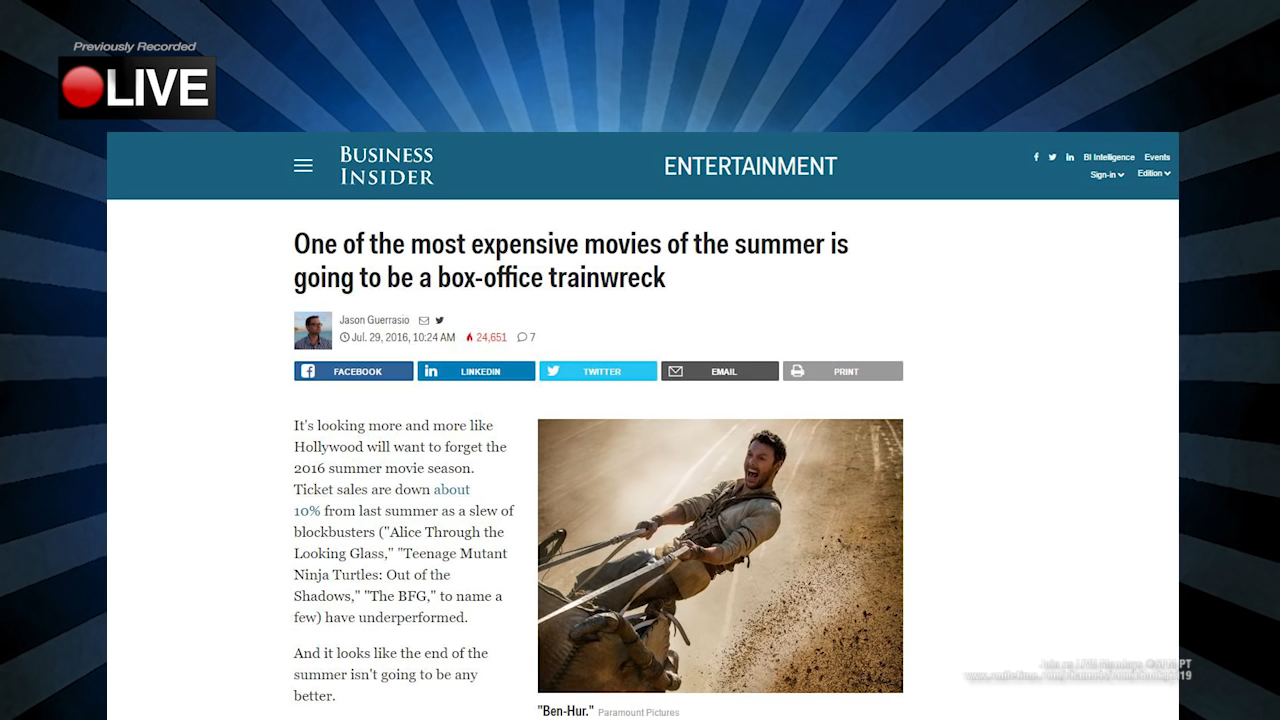 Previously Recorded
LIVE
BUSINESS
INSIDER
ENTERTAINMENT
BI Intelligence Events
Sign-in Edition
One of the most expensive movies of the summer is
going to be a box-office trainwreck
Jason Guerrasio
Jul. 29, 2016, 10:24 AM 24,651 7
FACEBOOK LINKEDIN TWITTER EMAIL PRINT
It's looking more and more like
Hollywood will want to forget the
2016 summer movie season.
Ticket sales are down about
10% from last summer as a slew of
blockbusters ("Alice Through the
Looking Glass," "Teenage Mutant
Ninja Turtles: Out of the
Shadows," "The BFG," to name a
few) have underperformed.
And it looks like the end of the
summer isn't going to be any
better.
"Ben-Hur." Paramount Pictures